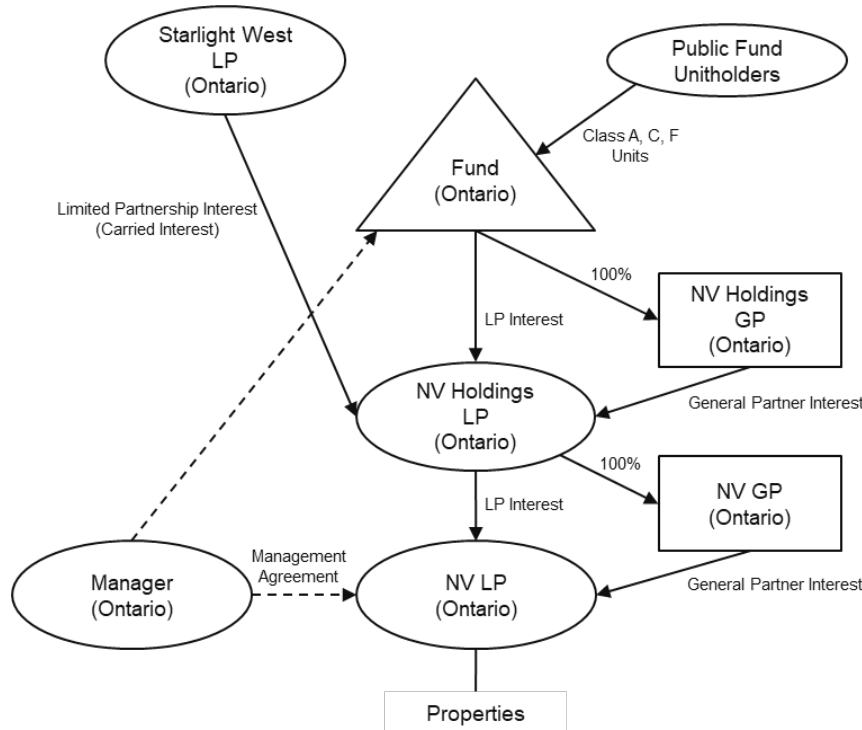 Starlight West
LP
(Ontario)
Public Fund
Unitholders
Class A, C, F
Units
Fund
(Ontario)
Limited Partnership Interest
(Carried Interest)
100%
NV Holdings
GP
(Ontario)
LP Interest
NV Holdings
LP
(Ontario)
General Partner Interest
100%
NV GP
(Ontario)
LP Interest
Management
Agreement
Manager
(Ontario)
NV LP
(Ontario)
General Partner Interest
Properties